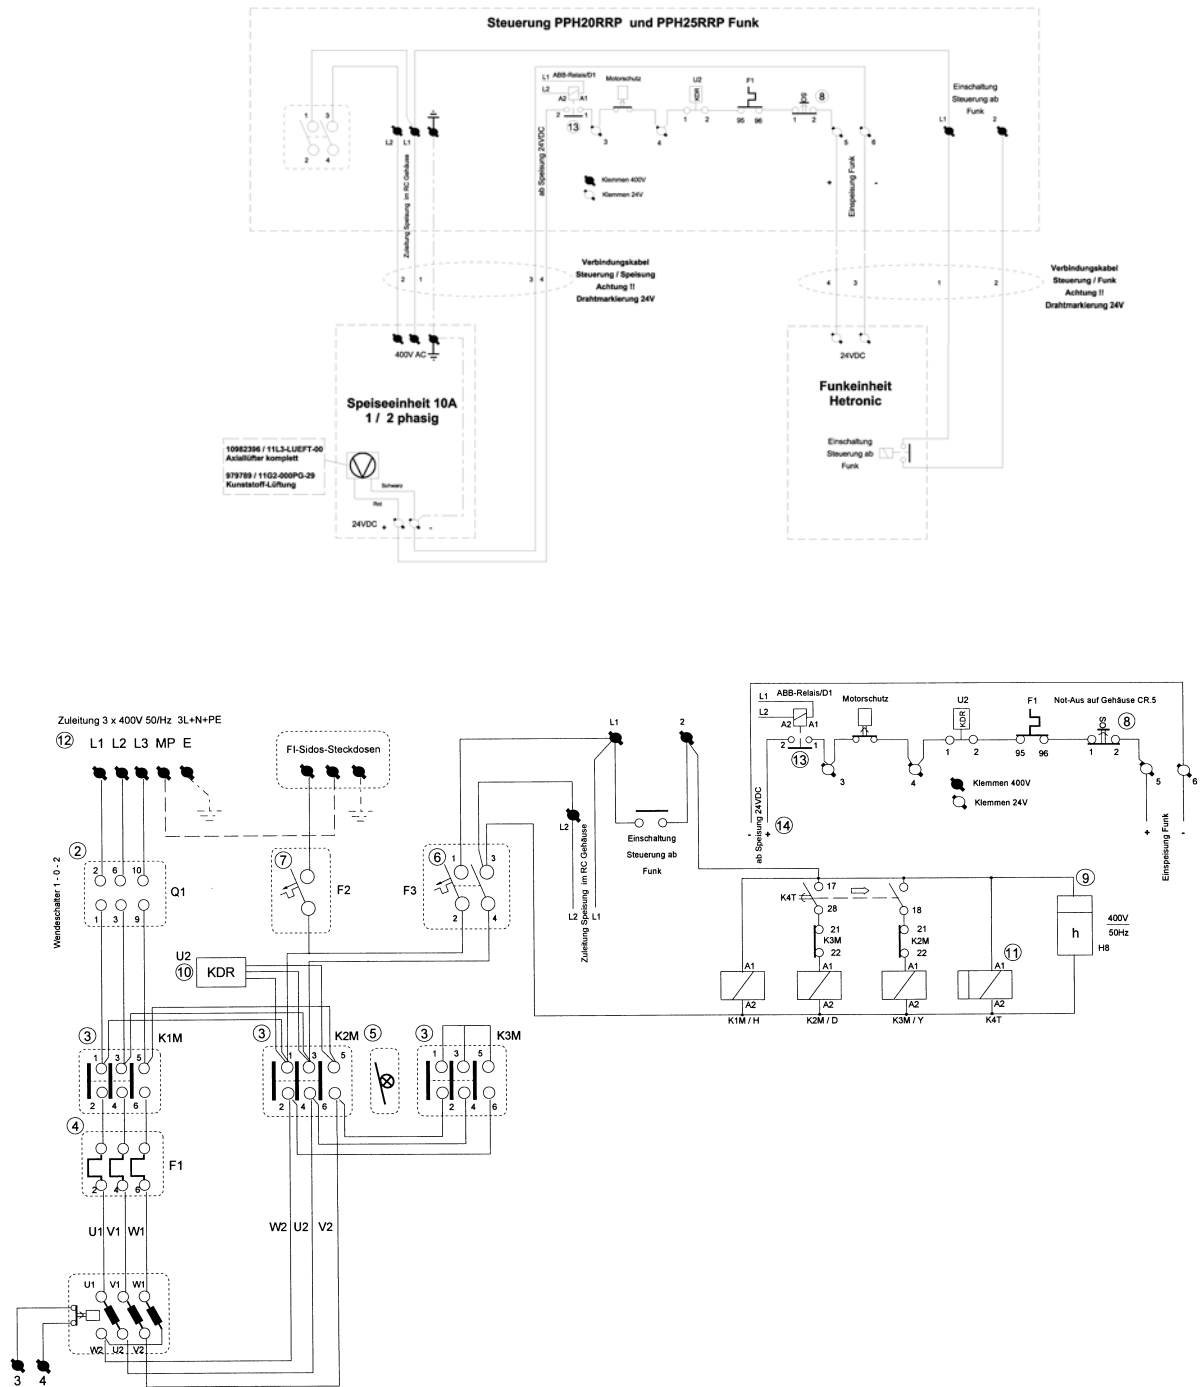 Steuerung PPH20RRP und PPH25RRP Funk
L1 ABB-Relais/D1 Motorschutz U2 F1
L2
A2 A1
KDR
SOS
8
Einschaltung
Steuerung ab
Funk
1 3
2 4
L2 L1
2 1
13
3 4
1 2
95 96
1 2
5 6
L1 2
Zuleitung Speisung im RC Gehäuse
ab Speisung 24VDC
Klemmen 400V
Klemmen 24V
+ -
Einspeisung Funk
Verbindungskabel
Steuerung / Speisung
Achtung !!
Drahtmarkierung 24V
2 1 3 4
Verbindungskabel
Steuerung / Funk
Achtung !!
Drahtmarkierung 24V
4 3 1 2
400V AC
Speiseeinheit 10A
1 / 2 phasig
10982396 / 11L3-LUEFT-00
Axiallüfter komplett
979789 / 11G2-000PG-29
Kunststoff-Lüftung
Schwarz
Rot
24VDC + -
24VDC
Funkeinheit
Hetronic
Einschaltung
Steuerung ab
Funk
Zuleitung 3 x 400V 50/Hz 3L+N+PE
12 L1 L2 L3 MP E
FI-Sidos-Steckdosen
L1 2
L1 ABB-Relais/D1 Motorschutz U2 F1 Not-Aus auf Gehäuse CR.5
L2
A2 A1
KDR
SOS
8
2 1
13
3 4
1 2
95 96
1 2
5 6
Klemmen 400V
Klemmen 24V
- + 14
ab Speisung 24VDC
+ -
Einspeisung Funk
L2
Einschaltung
Steuerung ab
Funk
Zuleitung Speisung im RC Gehäuse
L2 L1
Wendeschalter 1 - 0 - 2
2
2 6 10
Q1
1 3 9
7
F2
6
1 3
F3
2 4
U2
10 KDR
K4T
17
28 18
21 21
K3M K2M
22 22
9
h
400V
50Hz
H8
11
A1 A1 A1 A1
A2 A2 A2 A2
K1M / H K2M / D K3M / Y K4T
3 K1M
1 3 5
2 4 6
3 K2M 5
1 3 5
2 4 6
3 K3M
1 3 5
2 4 6
4
F1
2 4 6
U1 V1 W1
W2 U2 V2
U1 V1 W1
W2 U2 V2
3 4